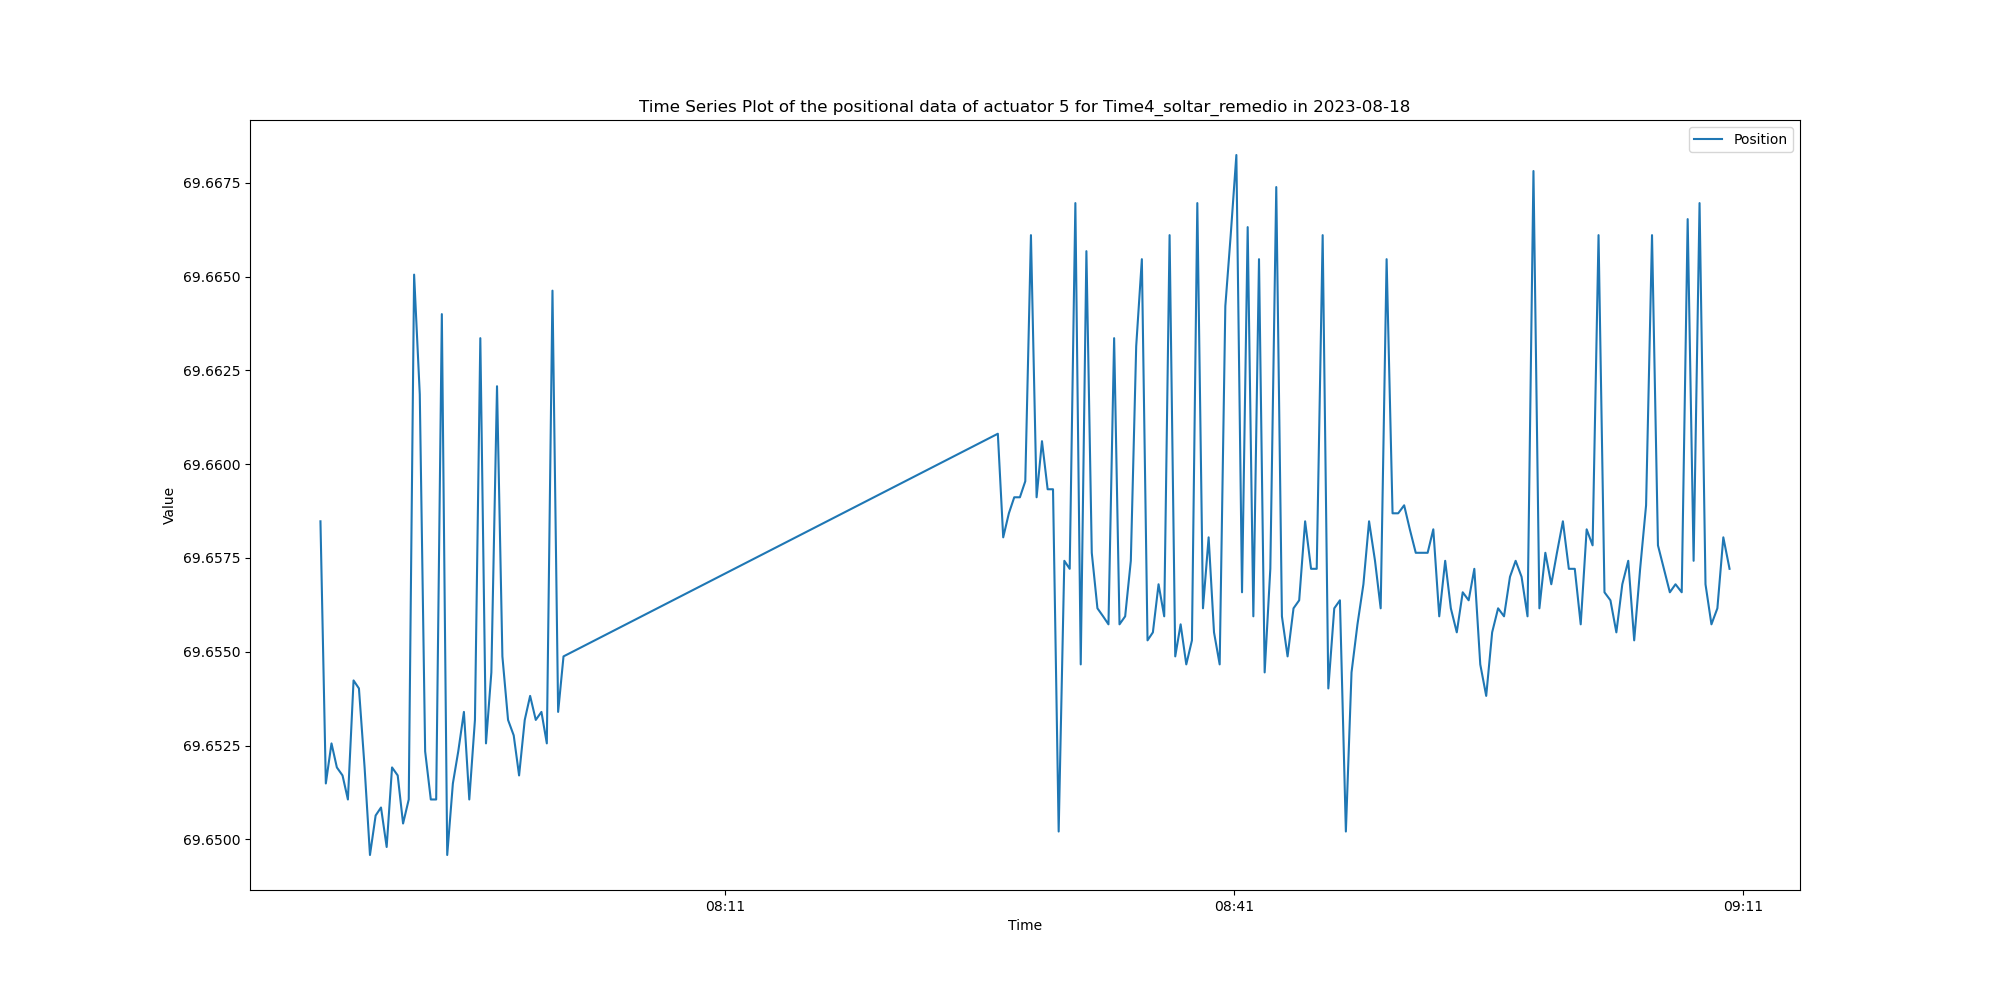 Time Series Plot of the positional data of actuator 5 for Time4_soltar_remedio in 2023-08-18
Position
69.6675
69.6650
69.6625
69.6600
69.6575
69.6550
69.6525
69.6500
Value
08:11
08:41
09:11
Time